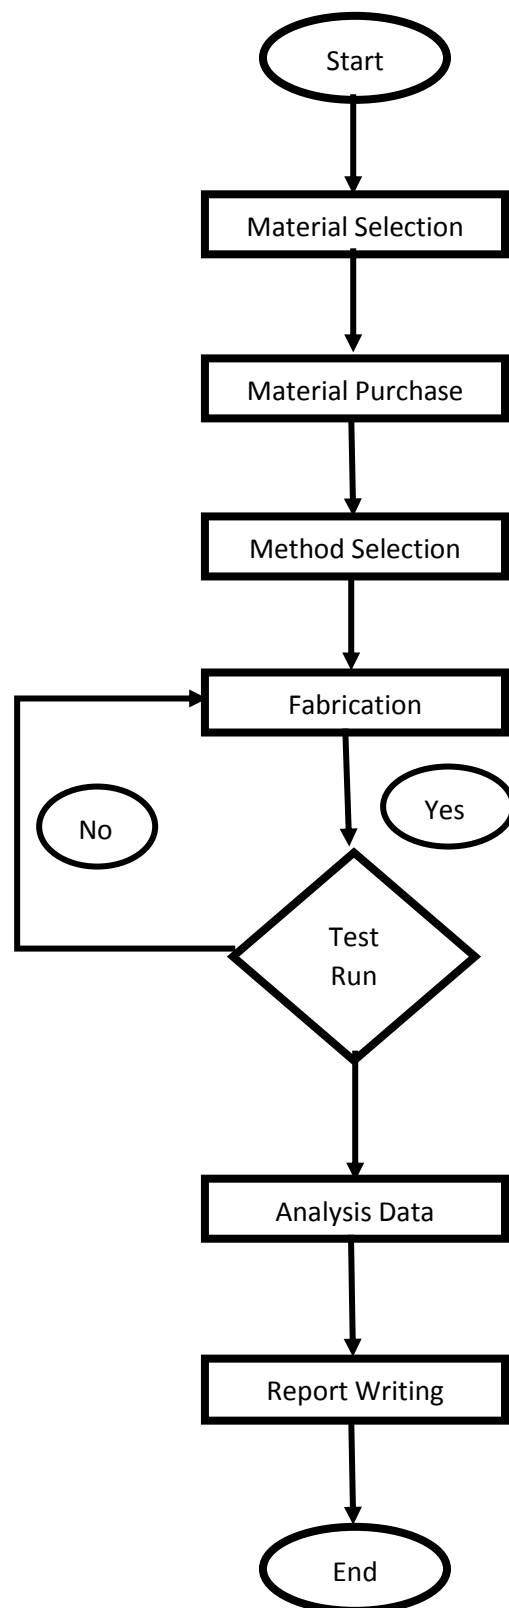 Start
Material Selection
Material Purchase
Method Selection
Fabrication
Yes
No
Test
Run
Analysis Data
Report Writing
End